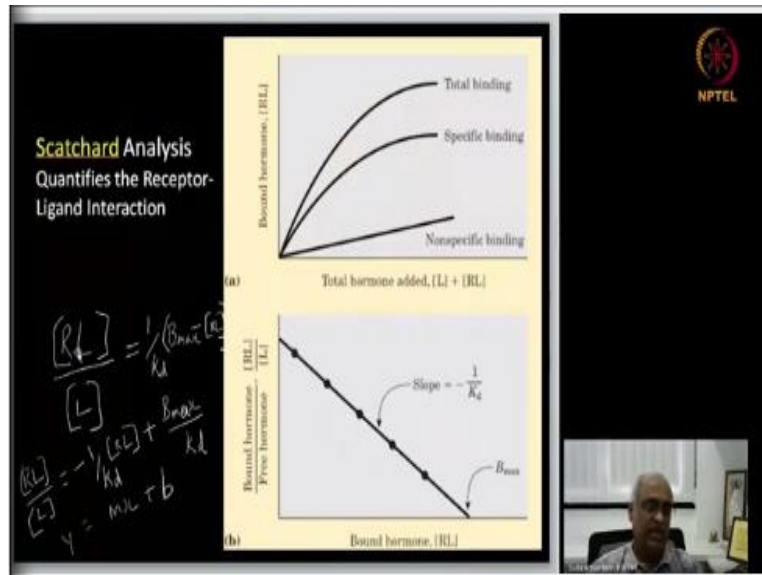 NPTEL
Scatchard Analysis
Quantifies the Receptor-
Ligand Interaction
[RL]/[L] = 1/Kd (Bmax - [RL]
[RL]/[L] = -1/Kd [RL] + Bmax/Kd
y = mx + b
Bound hormone, [RL]
Total binding
Specific binding
Nonspecific binding
(a)
Total hormone added, [L] + [RL]
Bound hormone / Free hormone, [RL] / [L]
Slope = - 1/Kd
Bmax
(b)
Bound hormone, [RL]